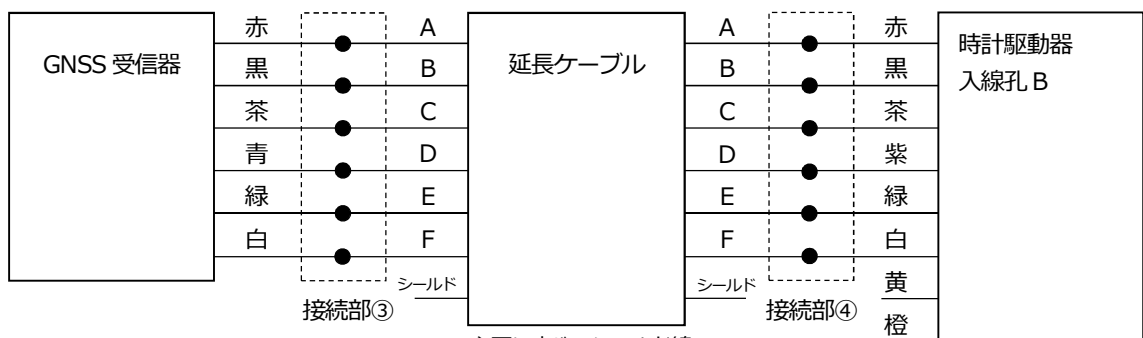 赤 A A 赤
GNSS 受信器 延長ケーブル 時計駆動器
黒 B B 黒
入線孔 B
茶 C C 茶
青 D D 紫
緑 E E 緑
白 F F 白
シールド シールド 黄
接続部③ 接続部④
橙